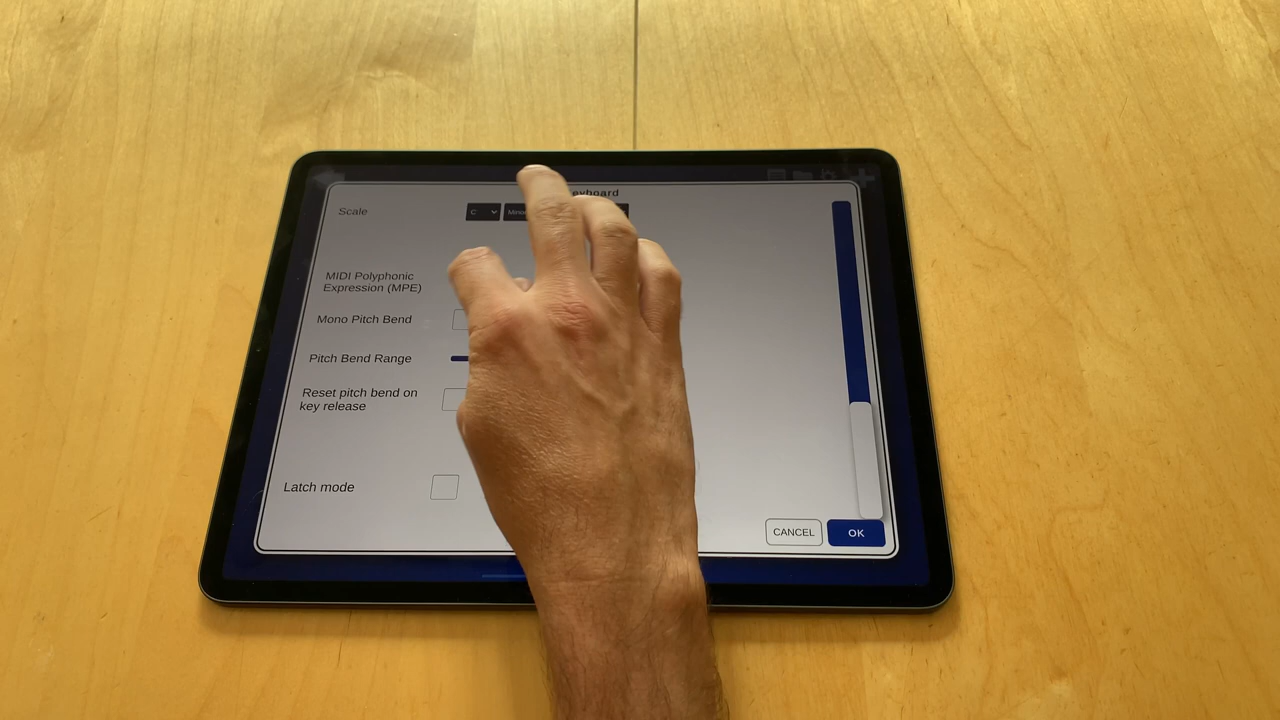 eyboard
Scale
C
MIDI Polyphonic
Expression (MPE)
Mono Pitch Bend
Pitch Bend Range
Reset pitch bend on
key release
Latch mode
CANCEL
OK